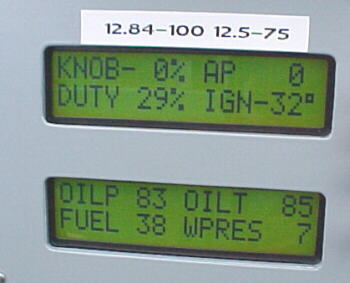 12.84-100 12.5-75
KNOB- 0% AP 0
DUTY 29% IGN-32°
OILP 83 OILT 85
FUEL 38 WPRES 7